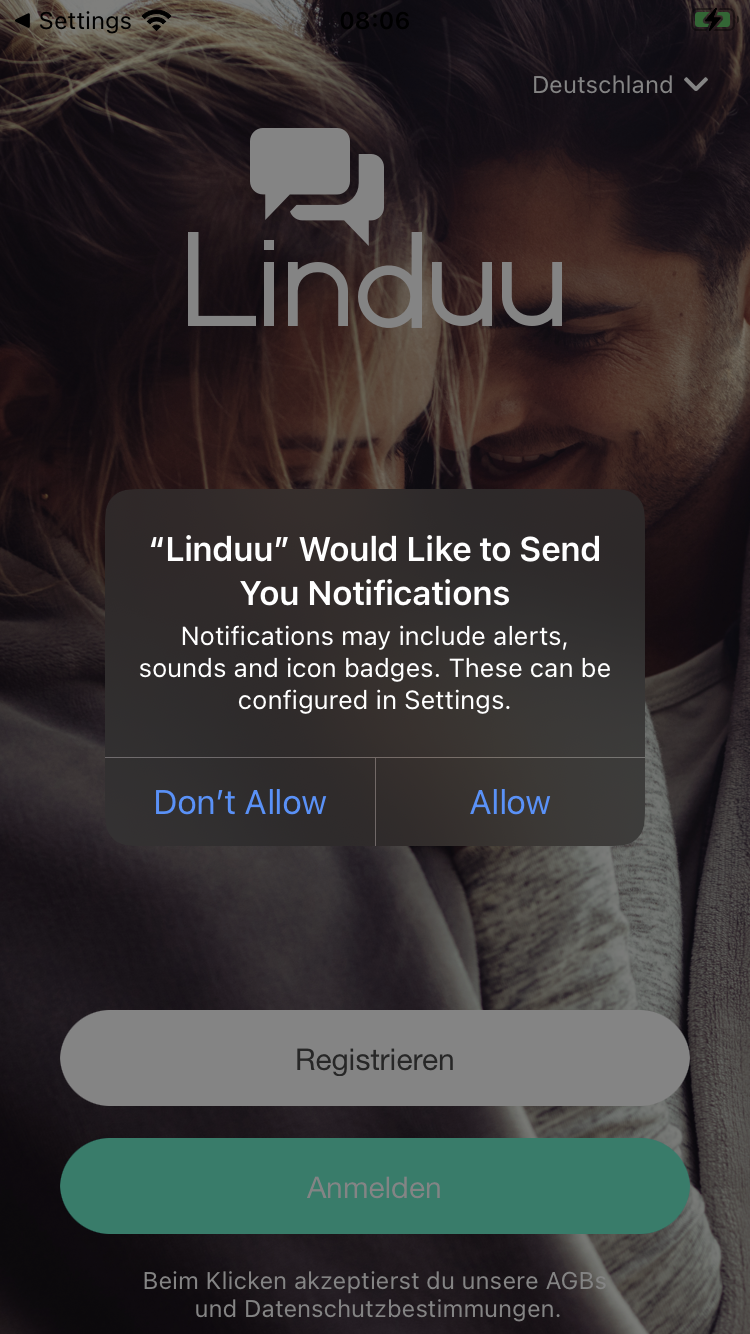 Settings
08:06
Deutschland
Linduu
“Linduu” Would Like to Send
You Notifications
Notifications may include alerts,
sounds and icon badges. These can be
configured in Settings.
Don’t Allow
Allow
Registrieren
Anmelden
Beim Klicken akzeptierst du unsere AGBs
und Datenschutzbestimmungen.